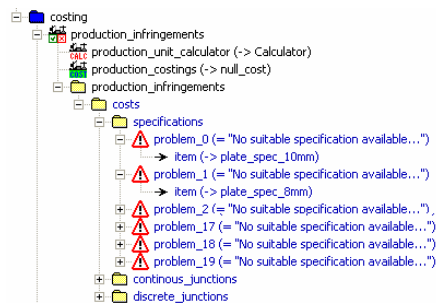 costing
production_infringements
CALC production_unit_calculator (-> Calculator)
COST production_costings (-> null_cost)
production_infringements
costs
specifications
problem_0 (= "No suitable specification available...")
item (-> plate_spec_10mm)
problem_1 (= "No suitable specification available...")
item (-> plate_spec_8mm)
problem_2 (= "No suitable specification available...") ,
problem_17 (= "No suitable specification available...")
problem_18 (= "No suitable specification available...")
problem_19 (= "No suitable specification available...")
continous_junctions
discrete_junctions